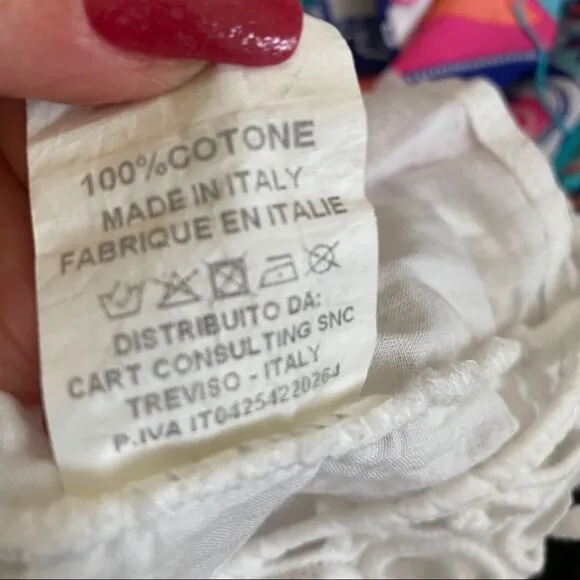 100%COTONE
MADE IN ITALY
FABRIQUE EN ITALIE
DISTRIBUITO DA:
CART CONSULTING SNC
TREVISO - ITALY
P.IVA IT04254220264